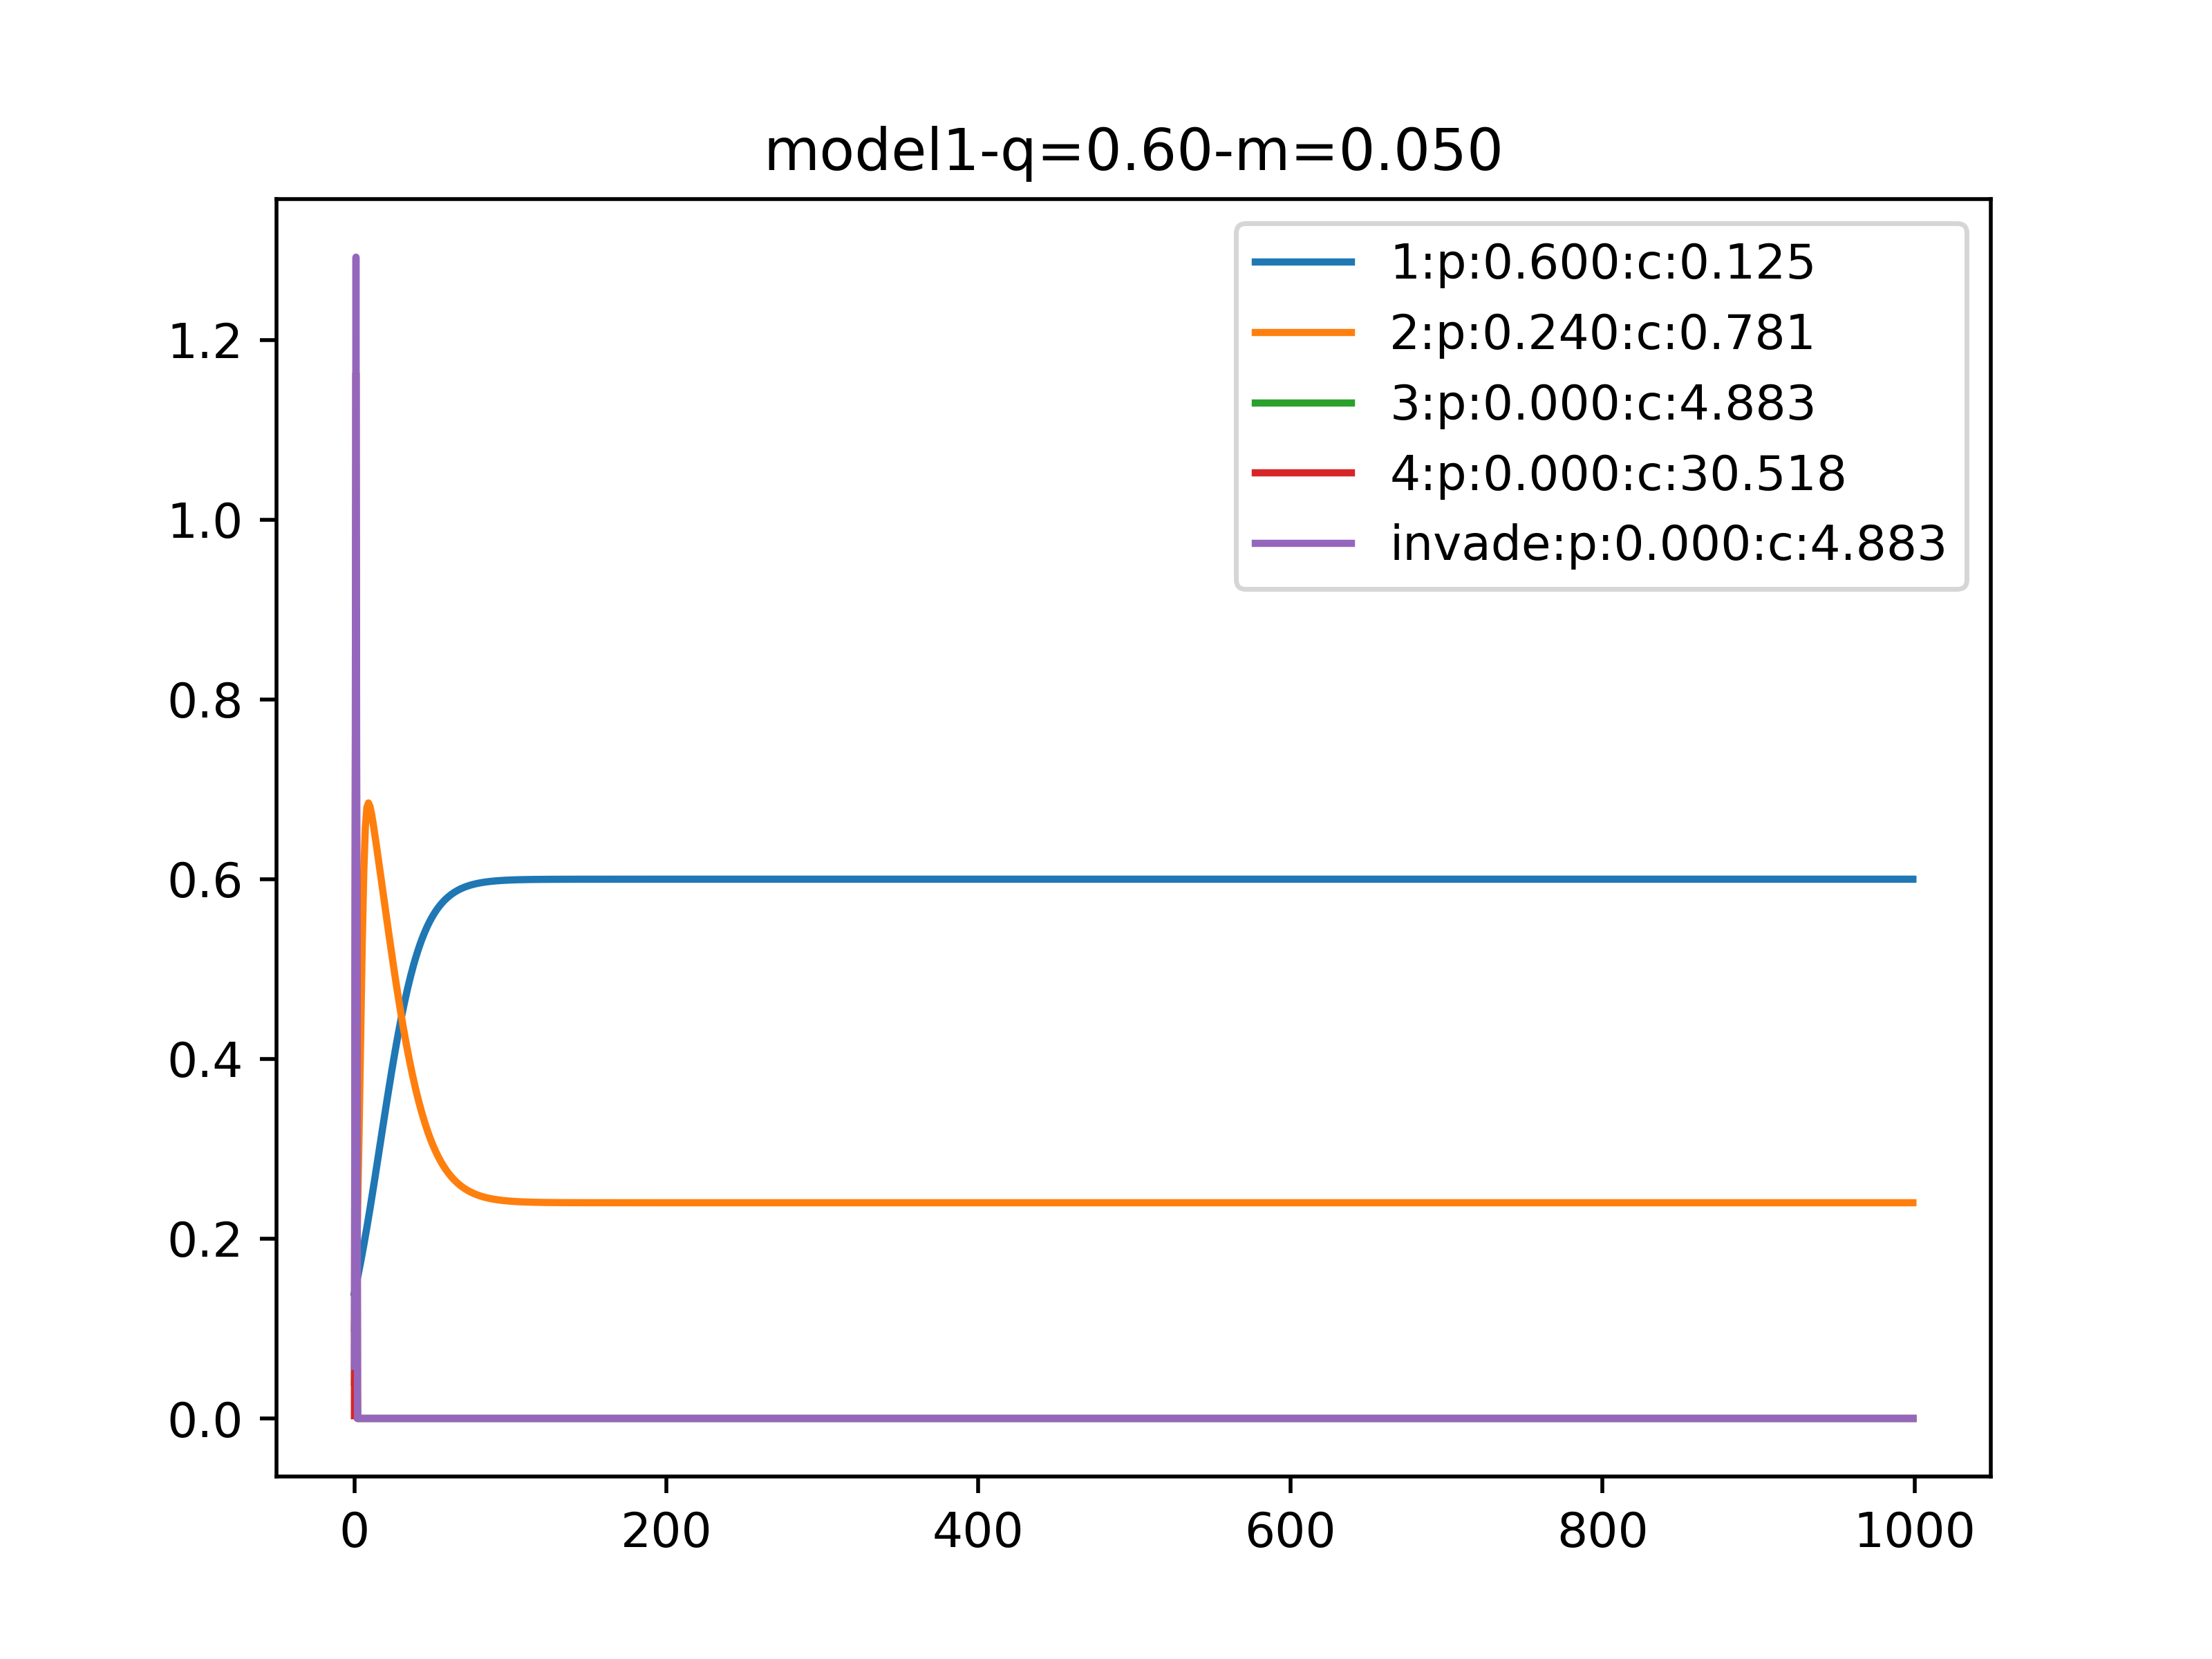 model1-q=0.60-m=0.050
1:p:0.600:c:0.125
2:p:0.240:c:0.781
3:p:0.000:c:4.883
4:p:0.000:c:30.518
invade:p:0.000:c:4.883
1.2
1.0
0.8
0.6
0.4
0.2
0.0
0 200 400 600 800 1000